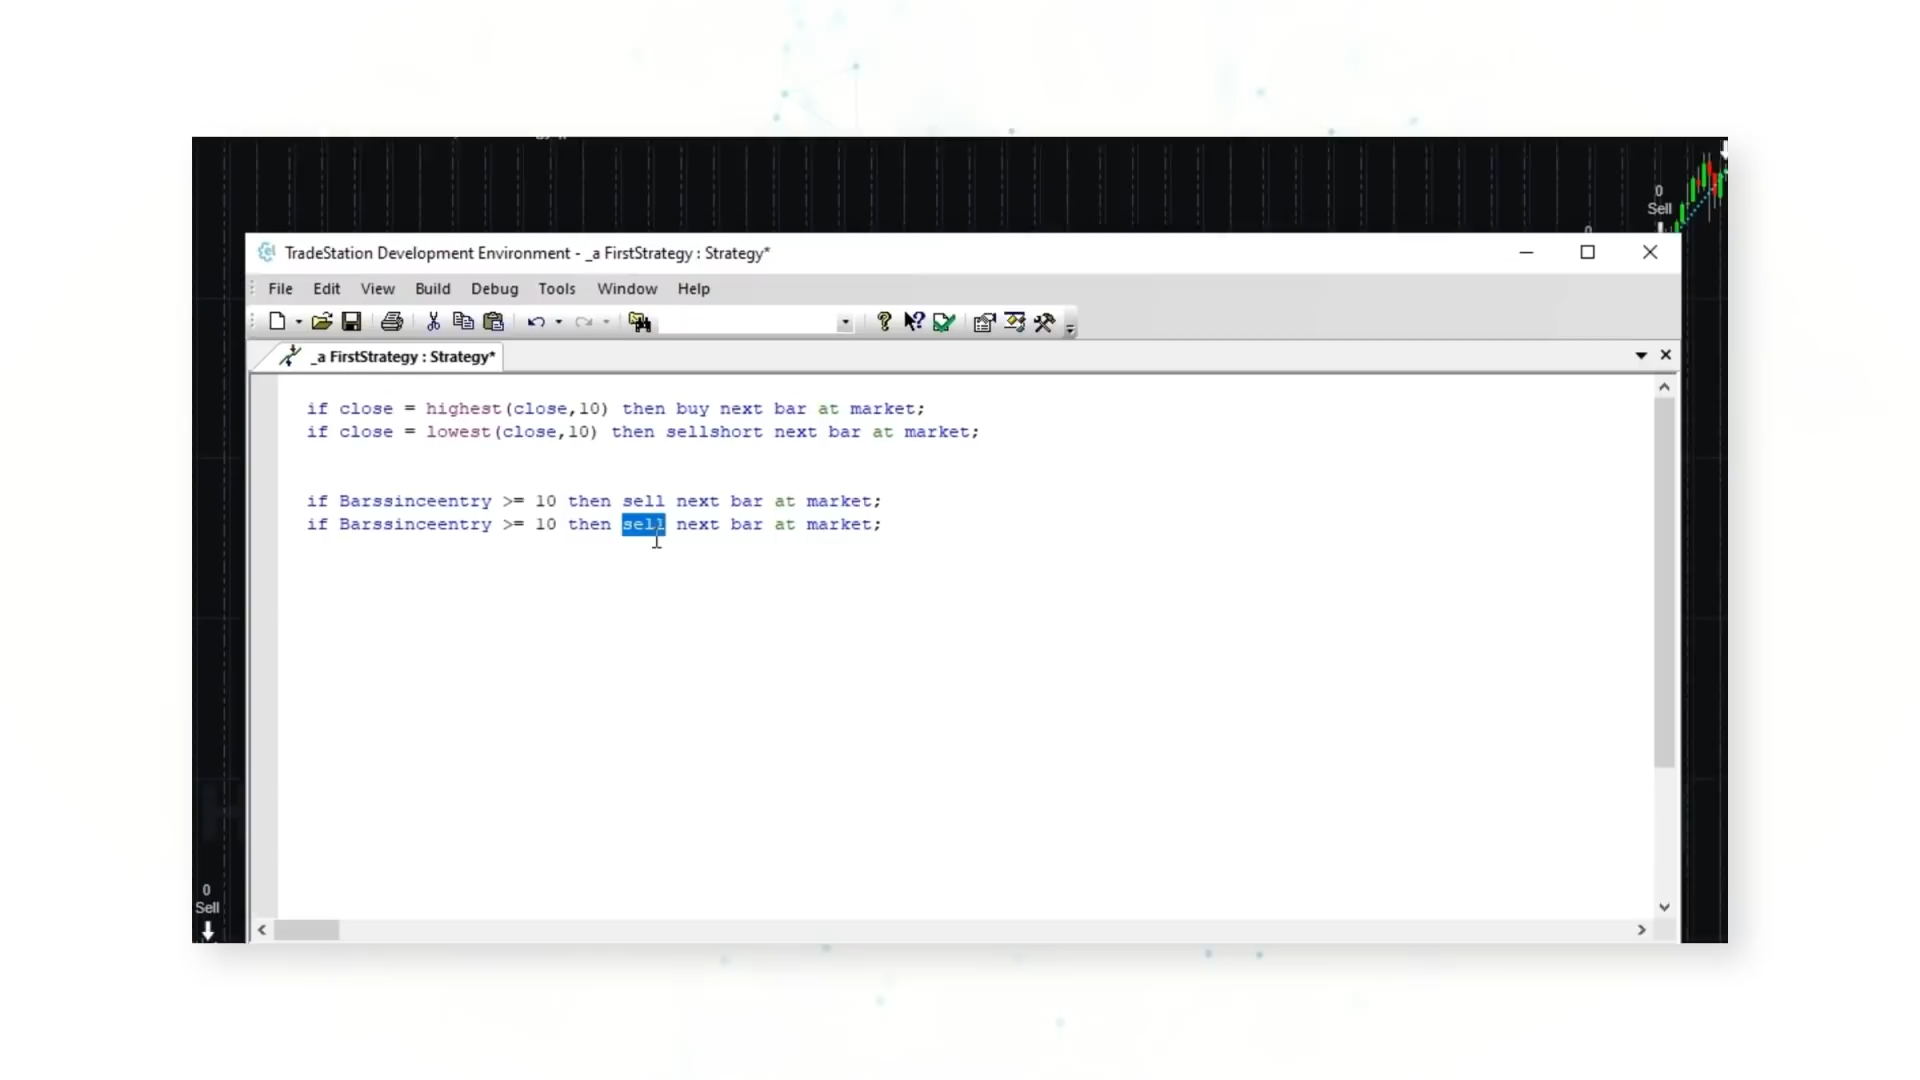 0
Sell
0
TradeStation Development Environment - _a FirstStrategy : Strategy*
File Edit View Build Debug Tools Window Help
_a FirstStrategy : Strategy*
if close = highest(close,10) then buy next bar at market;
if close = lowest(close,10) then sellshort next bar at market;
if Barssinceentry >= 10 then sell next bar at market;
if Barssinceentry >= 10 then sell next bar at market;
0
Sell